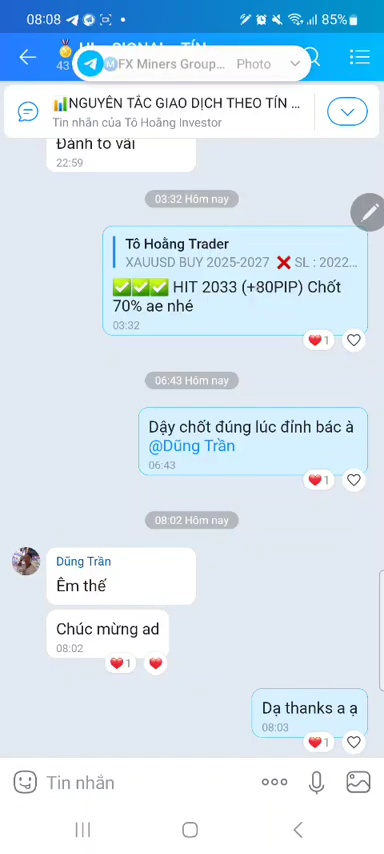 08:08
85%
FX Miners Group... Photo
43
📊NGUYÊN TẮC GIAO DỊCH THEO TÍN ...
Tin nhắn của Tô Hoằng Investor
Đánh to vãi
22:59
03:32 Hôm nay
Tô Hoằng Trader
XAUUSD BUY 2025-2027 ❌ SL : 2022...
✅✅✅ HIT 2033 (+80PIP) Chốt
70% ae nhé
03:32
1
06:43 Hôm nay
Dậy chốt đúng lúc đỉnh bác à
@Dũng Trần
06:43
1
08:02 Hôm nay
Dũng Trần
Êm thế
Chúc mừng ad
08:02
1
Dạ thanks a ạ
08:03
1
Tin nhắn